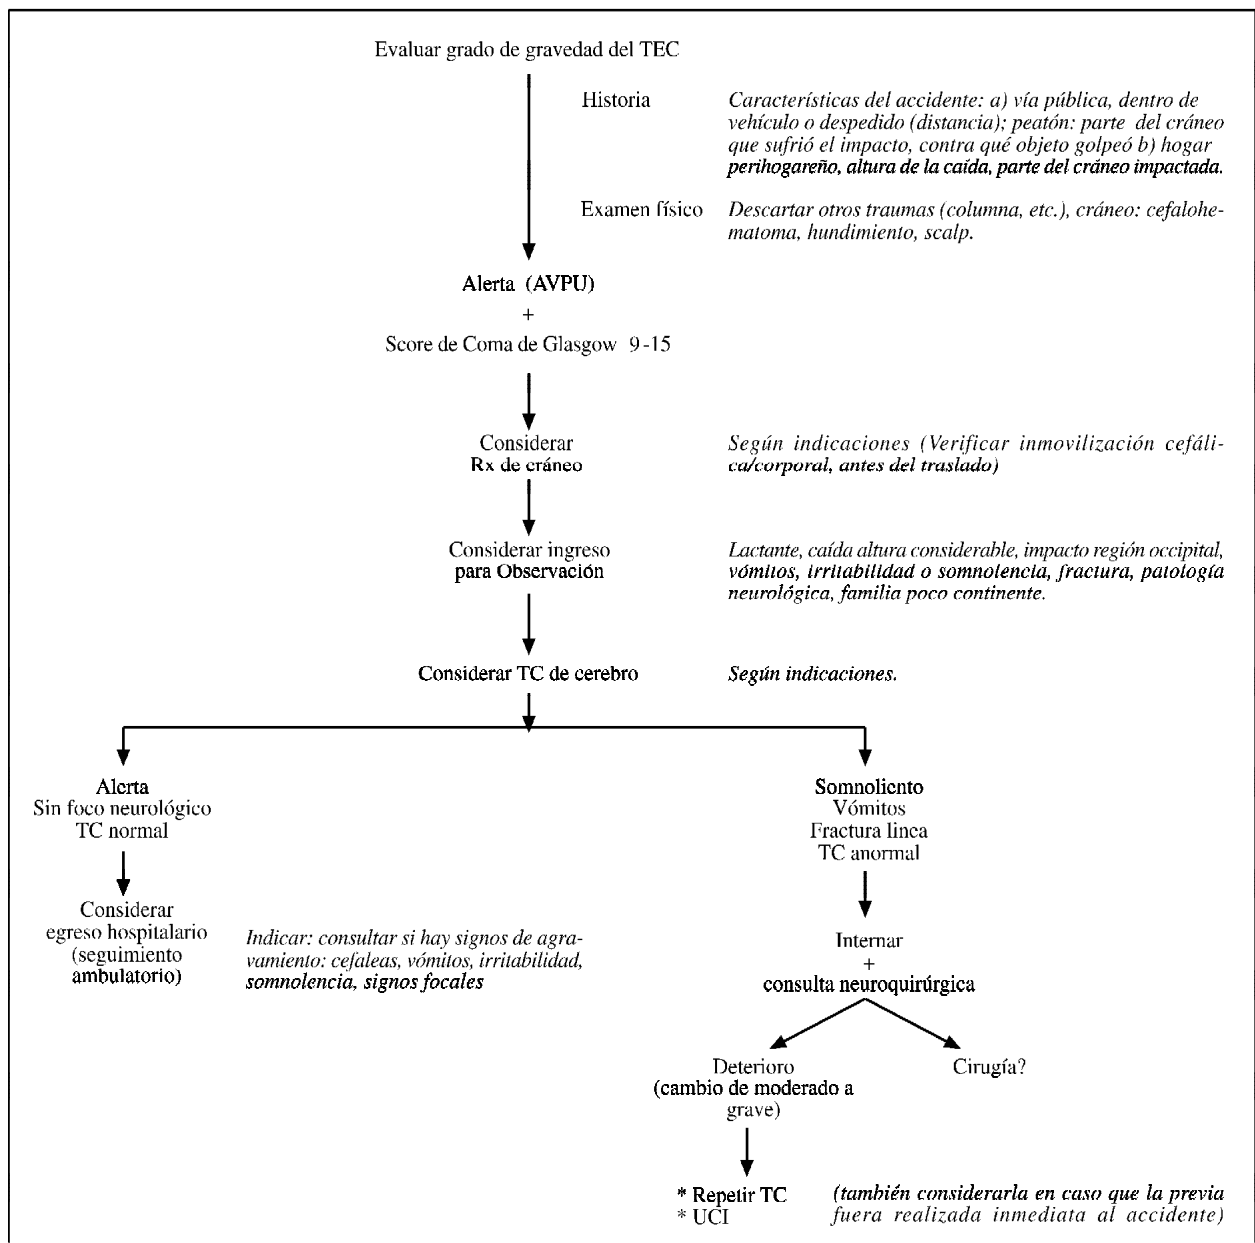 Evaluar grado de gravedad del TEC
Historia
Características del accidente: a) vía pública, dentro de
vehículo o despedido (distancia); peatón: parte del cráneo
que sufrió el impacto, contra qué objeto golpeó b) hogar
perihogareño, altura de la caída, parte del cráneo impactada.
Examen físico
Descartar otros traumas (columna, etc.), cráneo: cefalohe-
matoma, hundimiento, scalp.
Alerta (AVPU)
+
Score de Coma de Glasgow 9-15
Considerar
Rx de cráneo
Según indicaciones (Verificar inmovilización cefáli-
ca/corporal, antes del traslado)
Considerar ingreso
para Observación
Lactante, caída altura considerable, impacto región occipital,
vómitos, irritabilidad o somnolencia, fractura, patología
neurológica, familia poco continente.
Considerar TC de cerebro
Según indicaciones.
Alerta
Sin foco neurológico
TC normal
Considerar
egreso hospitalario
(seguimiento
ambulatorio)
Indicar: consultar si hay signos de agra-
vamiento: cefaleas, vómitos, irritabilidad,
somnolencia, signos focales
Somnoliento
Vómitos
Fractura linea
TC anormal
Internar
+
consulta neuroquirúrgica
Deterioro
(cambio de moderado a
grave)
Cirugía?
* Repetir TC
* UCI
(también considerarla en caso que la previa
fuera realizada inmediata al accidente)